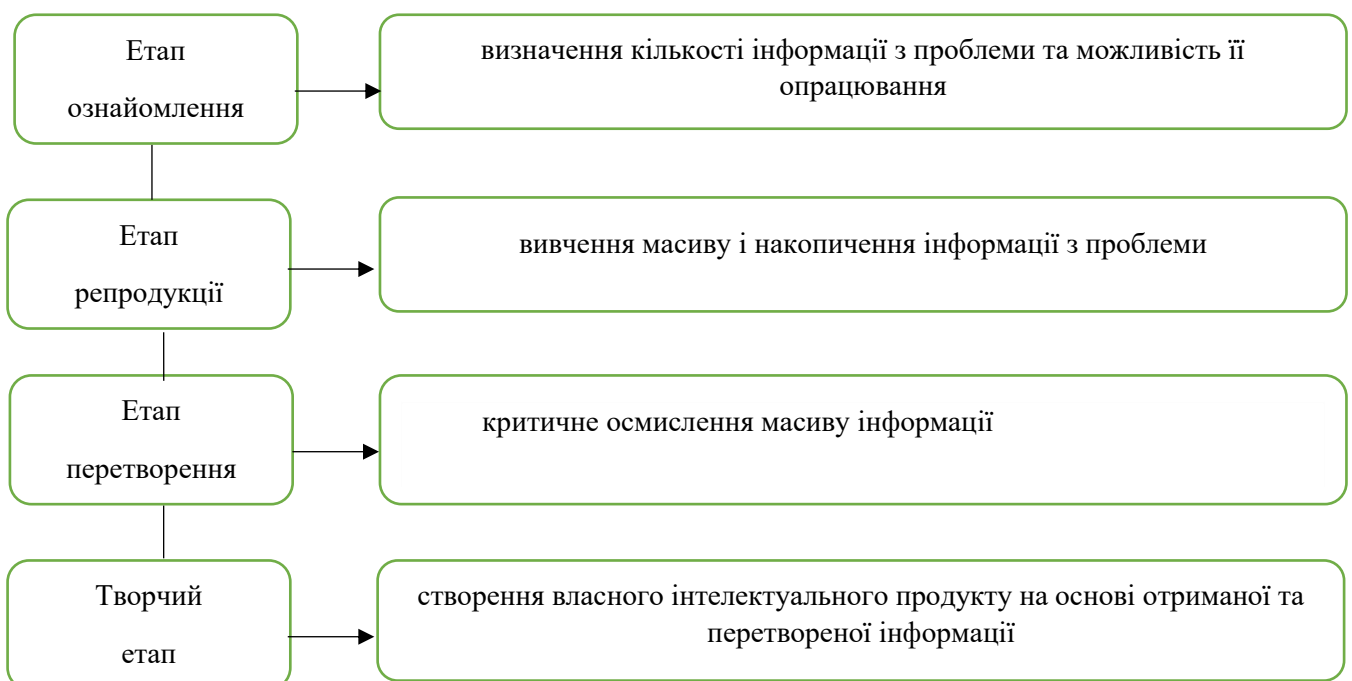 Етап
ознайомлення
визначення кількості інформації з проблеми та можливість її
опрацювання
Етап
репродукції
вивчення масиву і накопичення інформації з проблеми
Етап
перетворення
критичне осмислення масиву інформації
Творчий
етап
створення власного інтелектуального продукту на основі отриманої та
перетвореної інформації